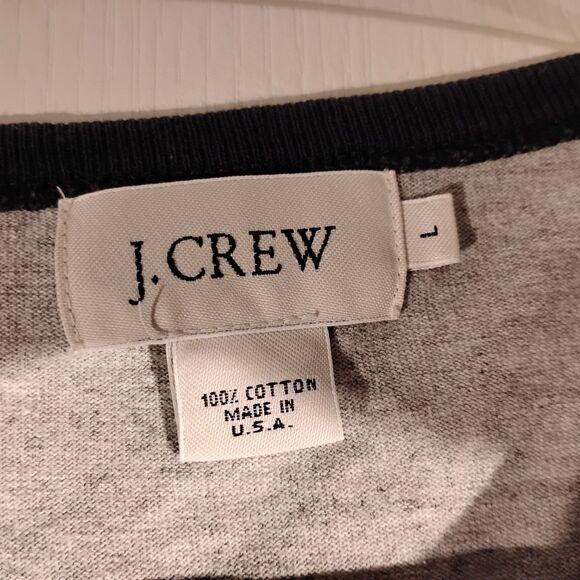 J.CREW
L
100% COTTON
MADE IN
U.S.A.